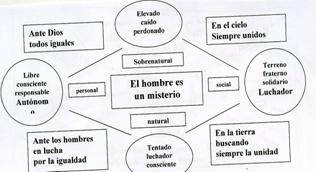 Elevado
caído
perdonado
Ante Dios
todos iguales
En el cielo
Siempre unidos
Sobrenatural
Libre
consciente
responsable
Autónom
o
personal
El hombre es
un misterio
social
Terreno
fraterno
solidario
Luchador
natural
Ante los hombres
en lucha
por la igualdad
Tentado
luchador
consciente
En la tierra
buscando
siempre la unidad